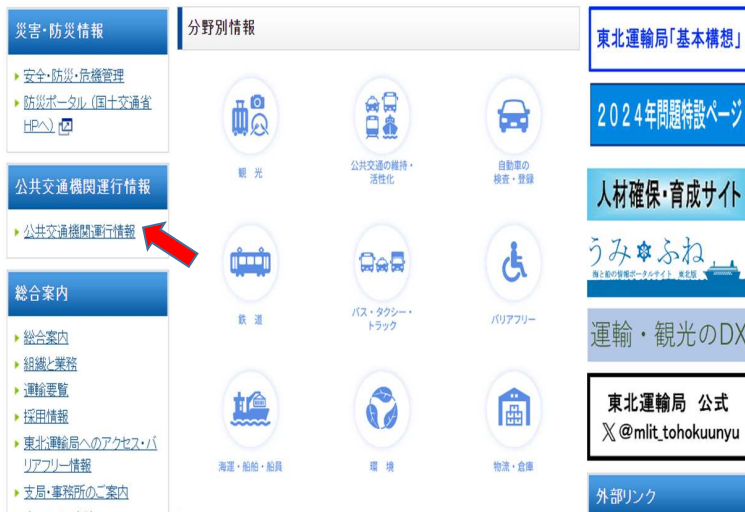 災害・防災情報
安全・防災・危機管理
防災ポータル（国土交通省
HPへ）
公共交通機関運行情報
公共交通機関運行情報
総合案内
総合案内
組織と業務
運輸要覧
採用情報
東北運輸局へのアクセス・バ
リアフリー情報
支局・事務所のご案内
分野別情報
観 光
公共交通の維持・
活性化
自動車の
検査・登録
鉄 道
バス・タクシー・
トラック
バリアフリー
海運・船舶・船員
環 境
物流・倉庫
東北運輸局「基本構想」
2024年問題特設ページ
人材確保・育成サイト
うみ ふね
海と船の情報ポータルサイト 東北版
運輸・観光のDX
東北運輸局 公式
X @mlit_tohokuunyu
外部リンク